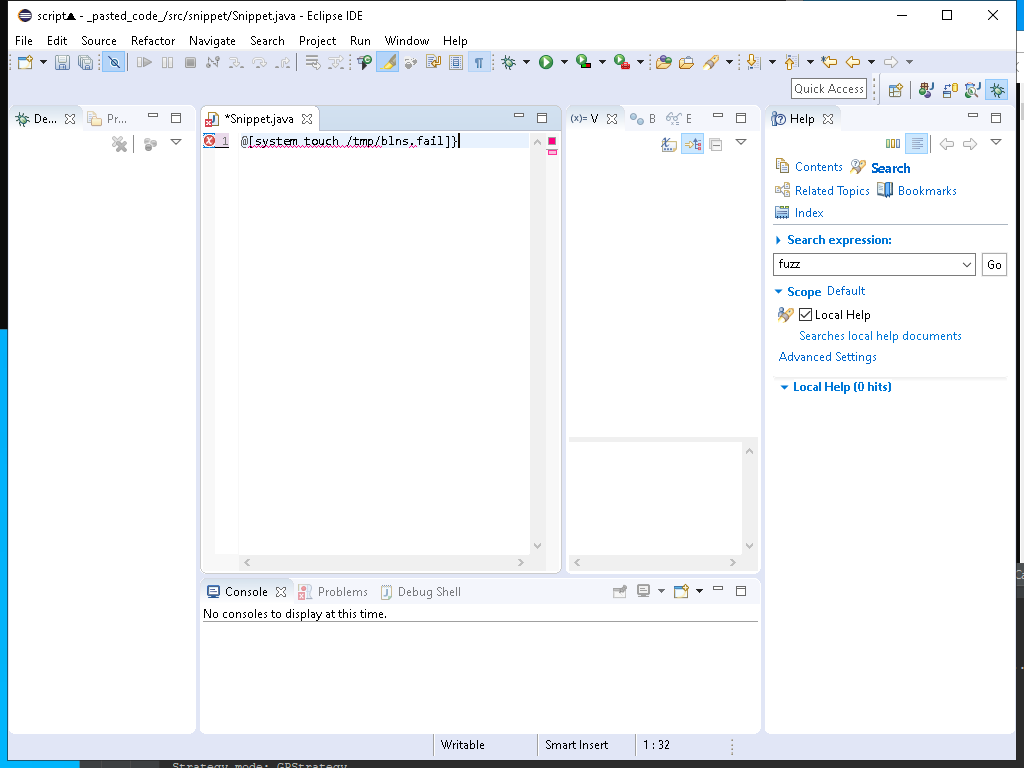 script▲ - _pasted_code_/src/snippet/Snippet.java - Eclipse IDE
File Edit Source Refactor Navigate Search Project Run Window Help
Quick Access
De... Pr...
*Snippet.java
1 @[system touch /tmp/blns.fail]}
(x)= V B E
Help
Contents Search
Related Topics Bookmarks
Index
Search expression:
fuzz Go
Scope Default
Local Help
Searches local help documents
Advanced Settings
Local Help (0 hits)
Console Problems Debug Shell
No consoles to display at this time.
Writable Smart Insert 1 : 32
Strategy mode: GPStrategy